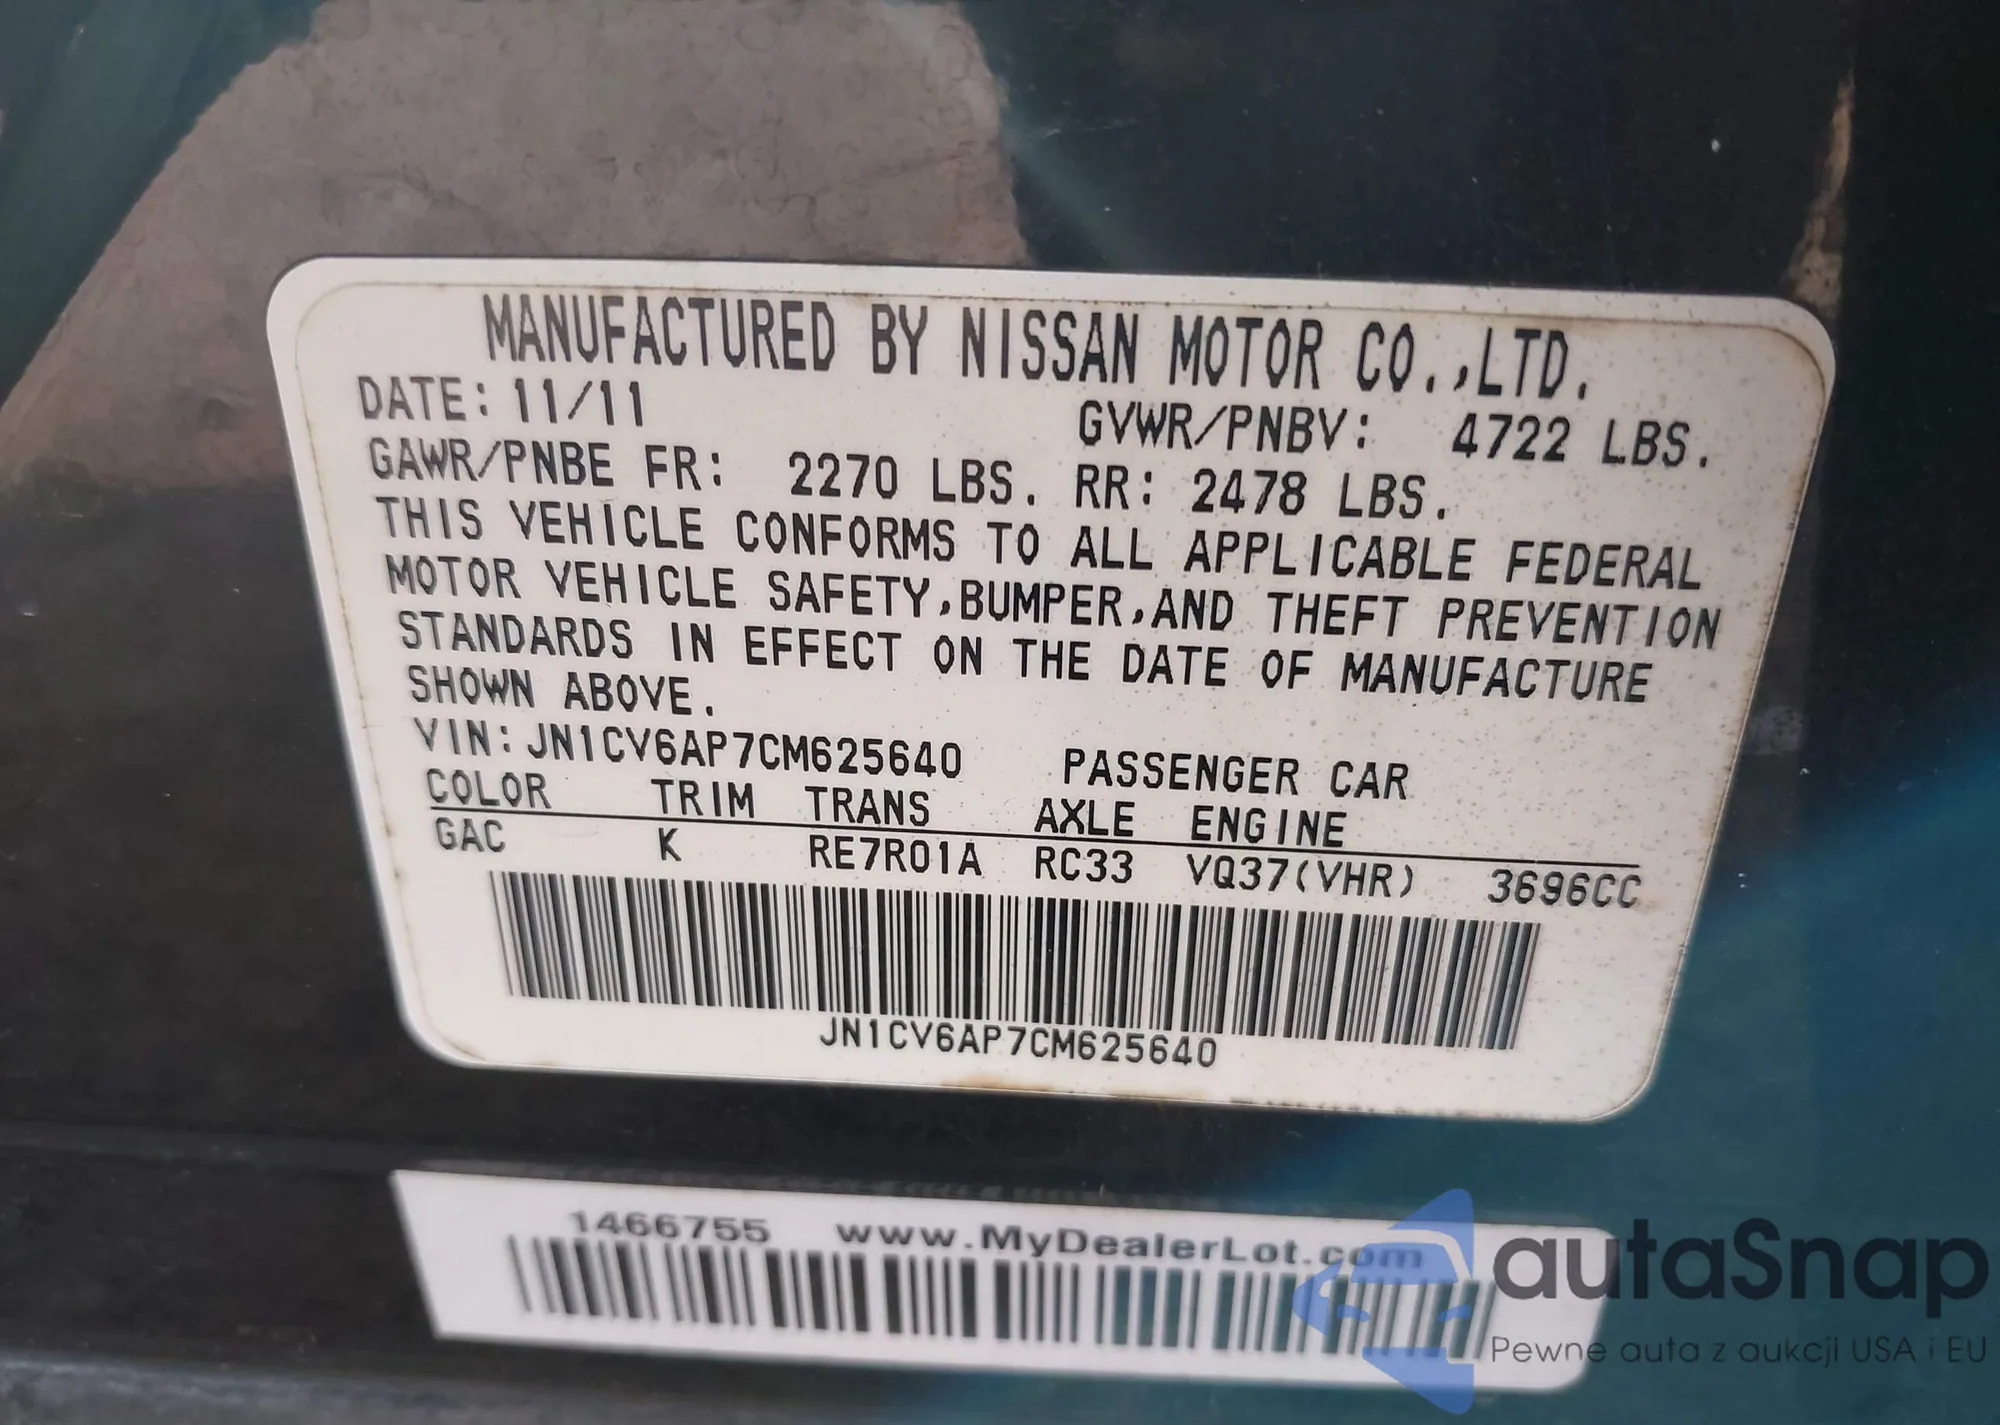 MANUFACTURED BY NISSAN MOTOR CO.,LTD.
DATE: 11/11 GVWR/PNBV: 4722 LBS.
GAWR/PNBE FR: 2270 LBS. RR: 2478 LBS.
THIS VEHICLE CONFORMS TO ALL APPLICABLE FEDERAL
MOTOR VEHICLE SAFETY,BUMPER,AND THEFT PREVENTION
STANDARDS IN EFFECT ON THE DATE OF MANUFACTURE
SHOWN ABOVE.
VIN: JN1CV6AP7CM625640 PASSENGER CAR
COLOR TRIM TRANS AXLE ENGINE
GAC K RE7R01A RC33 VQ37(VHR) 3696CC
JN1CV6AP7CM625640
1466755 www.MyDealerLot.com
autaSnap
Pewne auta z aukcji USA i EU